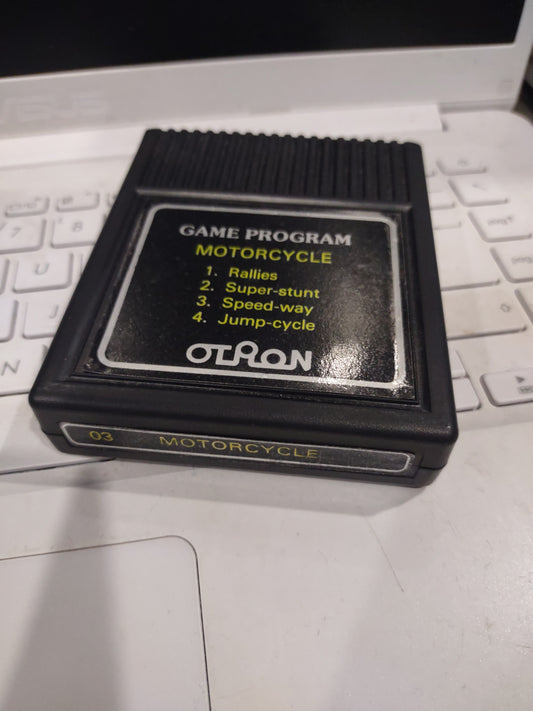 GAME PROGRAM
MOTORCYCLE
1. Rallies
2. Super-stunt
3. Speed-way
4. Jump-cycle
OTRON
03 MOTORCYCLE